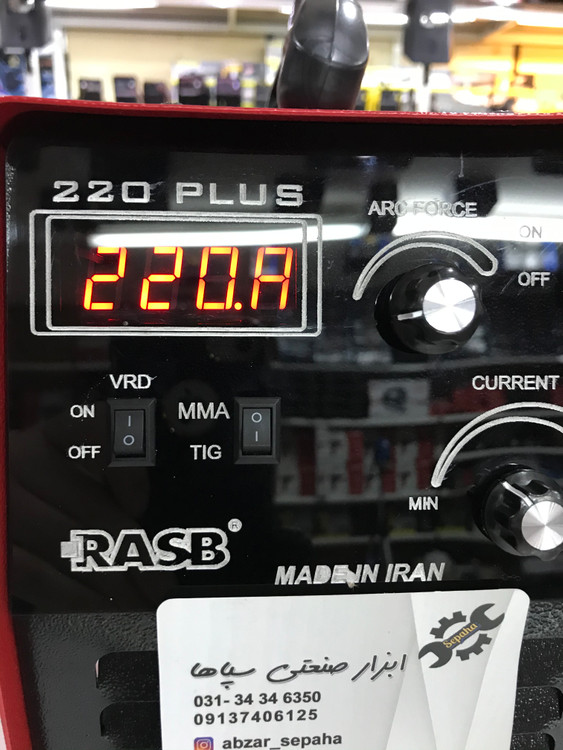 220 PLUS
220.A
ARC FORCE
ON
OFF
VRD
ON
OFF
MMA
TIG
CURRENT
MIN
RASB®
MADE IN IRAN
Sepaha
ابزار صنعتی سپاها
031- 34 34 6350
09137406125
abzar_sepaha